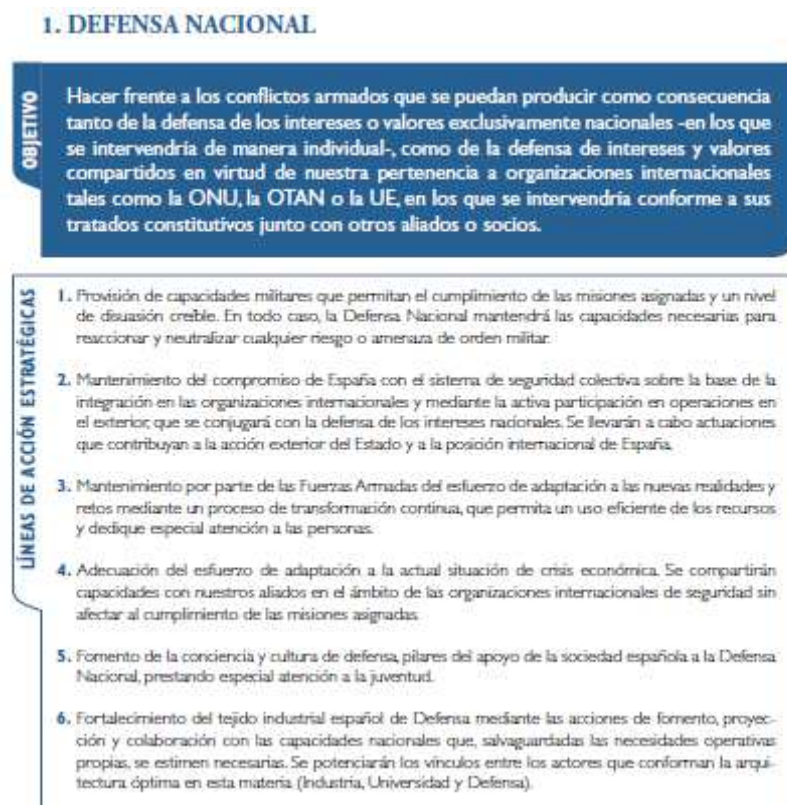 1. DEFENSA NACIONAL
OBJETIVO
Hacer frente a los conflictos armados que se puedan producir como consecuencia
tanto de la defensa de los intereses o valores exclusivamente nacionales -en los que
se intervendría de manera individual-, como de la defensa de intereses y valores
compartidos en virtud de nuestra pertenencia a organizaciones internacionales
tales como la ONU, la OTAN o la UE, en los que se intervendría conforme a sus
tratados constitutivos junto con otros aliados o socios.
LÍNEAS DE ACCIÓN ESTRATÉGICAS
1. Provisión de capacidades militares que permitan el cumplimiento de las misiones asignadas y un nivel
de disuasión creíble. En todo caso, la Defensa Nacional mantendrá las capacidades necesarias para
reaccionar y neutralizar cualquier riesgo o amenaza de orden militar.
2. Mantenimiento del compromiso de España con el sistema de seguridad colectiva sobre la base de la
integración en las organizaciones internacionales y mediante la activa participación en operaciones en
el exterior, que se conjugará con la defensa de los intereses nacionales. Se llevarán a cabo actuaciones
que contribuyan a la acción exterior del Estado y a la posición internacional de España.
3. Mantenimiento por parte de las Fuerzas Armadas del esfuerzo de adaptación a las nuevas realidades y
retos mediante un proceso de transformación continua, que permita un uso eficiente de los recursos
y dedique especial atención a las personas.
4. Adecuación del esfuerzo de adaptación a la actual situación de crisis económica. Se compartirán
capacidades con nuestros aliados en el ámbito de las organizaciones internacionales de seguridad sin
afectar al cumplimiento de las misiones asignadas.
5. Fomento de la conciencia y cultura de defensa, pilares del apoyo de la sociedad española a la Defensa
Nacional, prestando especial atención a la juventud.
6. Fortalecimiento del tejido industrial español de Defensa mediante las acciones de fomento, proyec-
ción y colaboración con las capacidades nacionales que, salvaguardadas las necesidades operativas
propias, se estimen necesarias. Se potenciarán los vínculos entre los actores que conforman la arqui-
tectura óptima en esta materia (Industria, Universidad y Defensa).